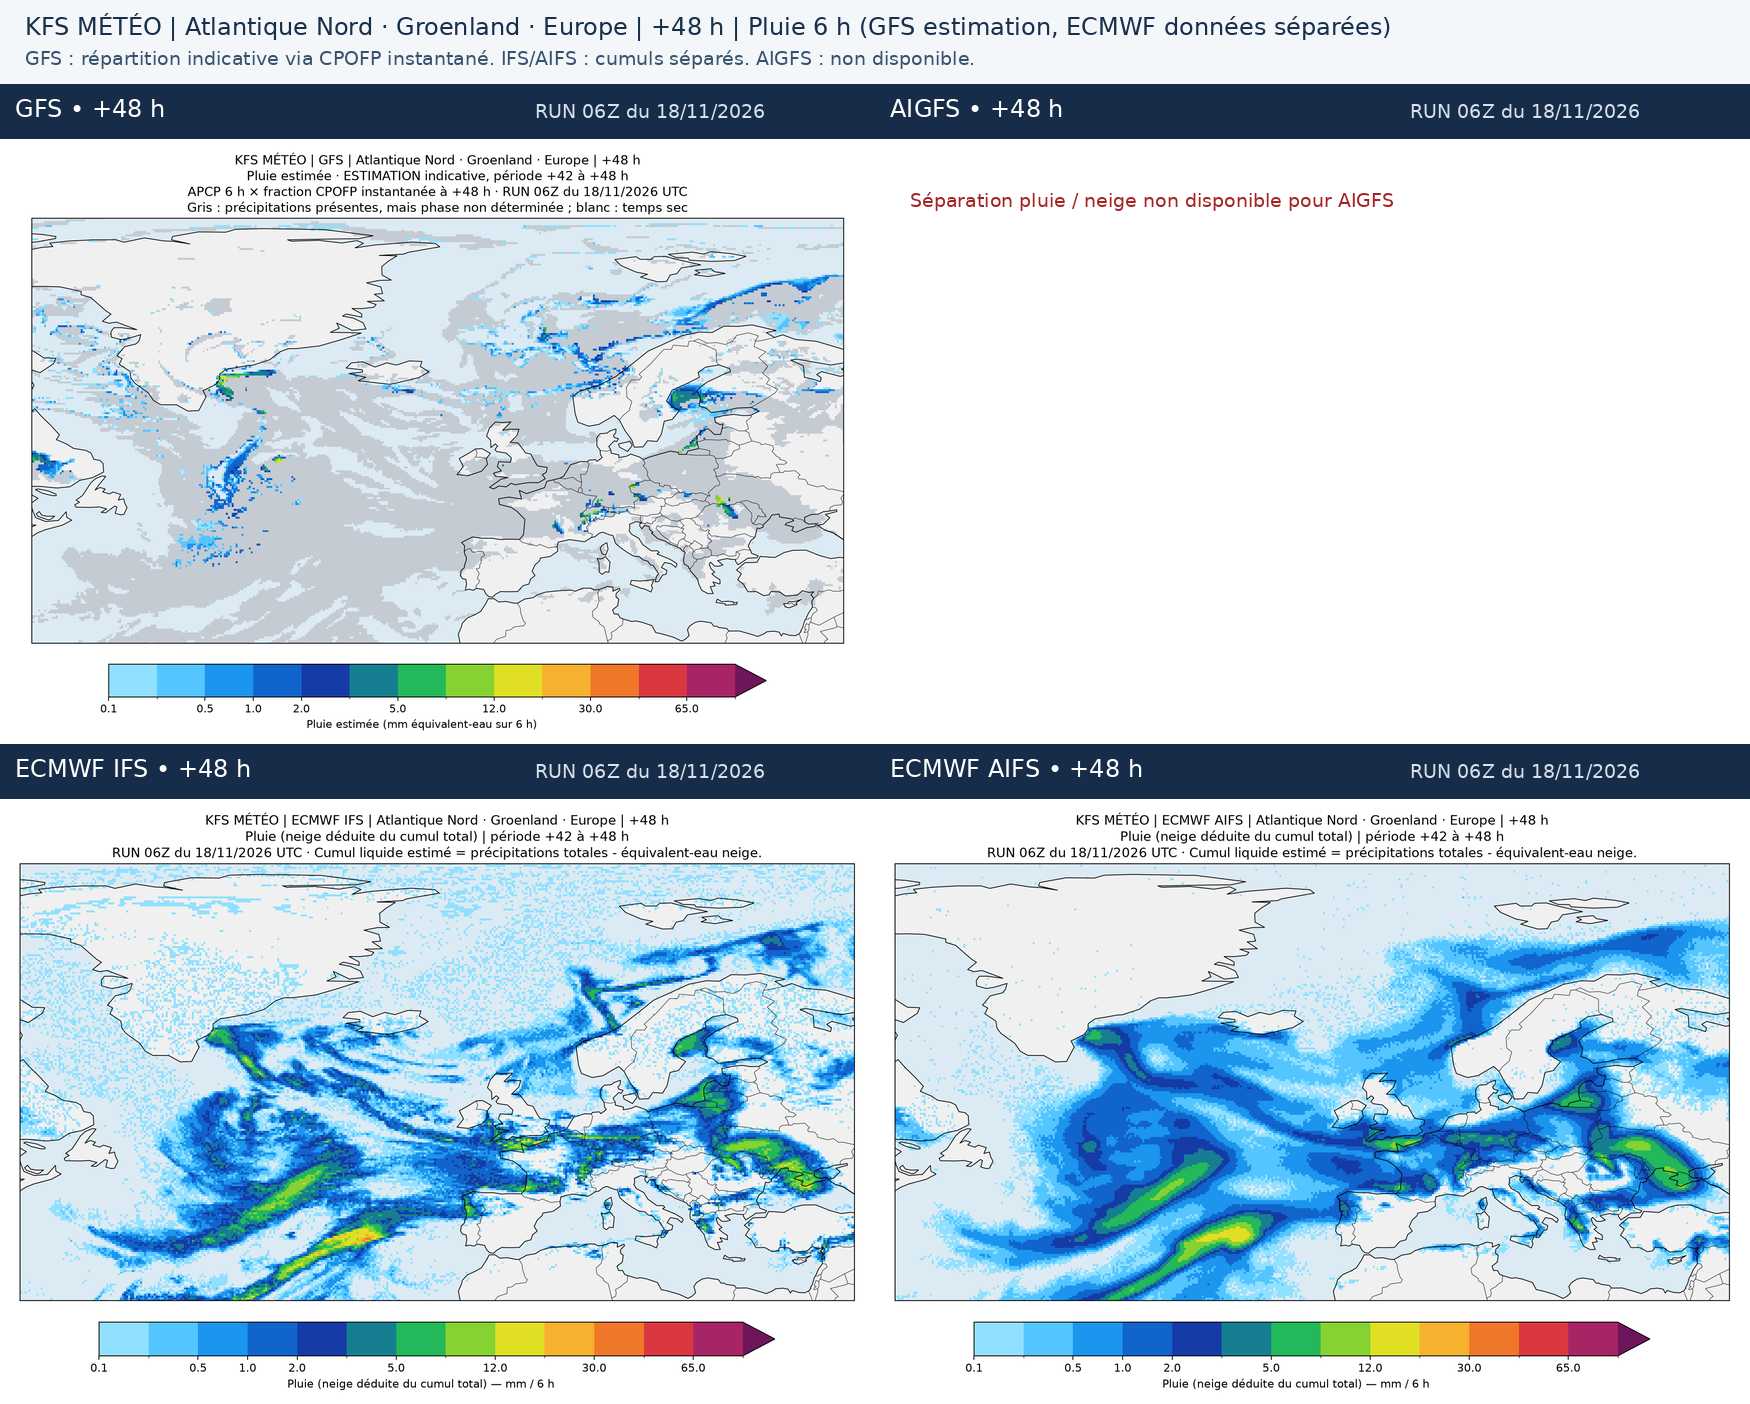 KFS MÉTÉO | Atlantique Nord · Groenland · Europe | +48 h | Pluie 6 h (GFS estimation, ECMWF données séparées)
GFS : répartition indicative via CPOFP instantané. IFS/AIFS : cumuls séparés. AIGFS : non disponible.
GFS • +48 h
RUN 06Z du 18/11/2026
AIGFS • +48 h
RUN 06Z du 18/11/2026
KFS MÉTÉO | GFS | Atlantique Nord · Groenland · Europe | +48 h
Pluie estimée · ESTIMATION indicative, période +42 à +48 h
APCP 6 h × fraction CPOFP instantanée à +48 h · RUN 06Z du 18/11/2026 UTC
Gris : précipitations présentes, mais phase non déterminée ; blanc : temps sec
Séparation pluie / neige non disponible pour AIGFS
0.1 0.5 1.0 2.0 5.0 12.0 30.0 65.0
Pluie estimée (mm équivalent-eau sur 6 h)
ECMWF IFS • +48 h
RUN 06Z du 18/11/2026
ECMWF AIFS • +48 h
RUN 06Z du 18/11/2026
KFS MÉTÉO | ECMWF IFS | Atlantique Nord · Groenland · Europe | +48 h
Pluie (neige déduite du cumul total) | période +42 à +48 h
RUN 06Z du 18/11/2026 UTC · Cumul liquide estimé = précipitations totales - équivalent-eau neige.
KFS MÉTÉO | ECMWF AIFS | Atlantique Nord · Groenland · Europe | +48 h
Pluie (neige déduite du cumul total) | période +42 à +48 h
RUN 06Z du 18/11/2026 UTC · Cumul liquide estimé = précipitations totales - équivalent-eau neige.
0.1 0.5 1.0 2.0 5.0 12.0 30.0 65.0
Pluie (neige déduite du cumul total) — mm / 6 h
0.1 0.5 1.0 2.0 5.0 12.0 30.0 65.0
Pluie (neige déduite du cumul total) — mm / 6 h